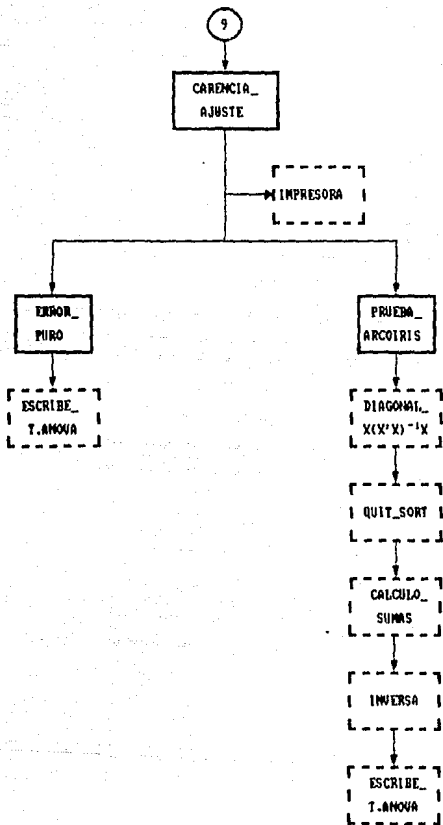 9
CARENCIA_
AJUSTE
IMPRESORA
ERROR_
PURO
ESCRIBE_
T.ANOVA
PRUEBA_
ARCOIRIS
DIAGONAL_
X(X'X)⁻¹X
QUIT_SORT
CALCULO_
SUMAS
INVERSA
ESCRIBE_
T.ANOVA